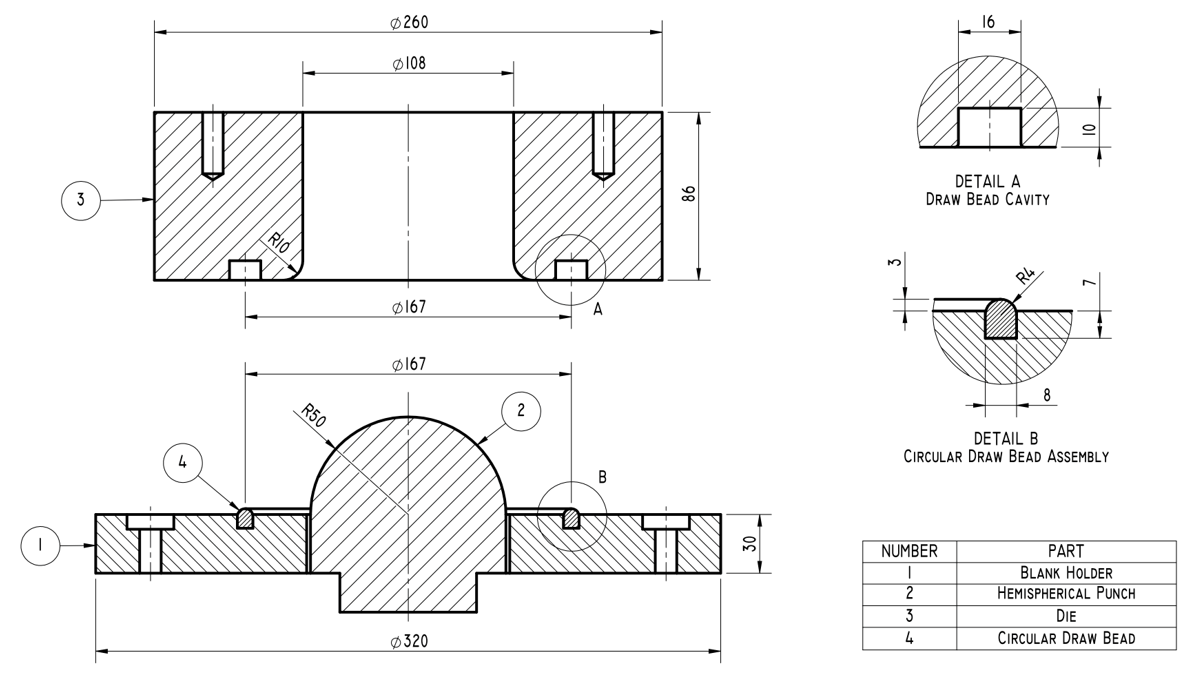 ⌀260
16
⌀108
10
86
3
DETAIL A
DRAW BEAD CAVITY
R10
3
R4
7
⌀167
A
⌀167
8
R50
2
DETAIL B
CIRCULAR DRAW BEAD ASSEMBLY
4
B
1
30
NUMBER PART
1 BLANK HOLDER
2 HEMISPHERICAL PUNCH
3 DIE
4 CIRCULAR DRAW BEAD
⌀320